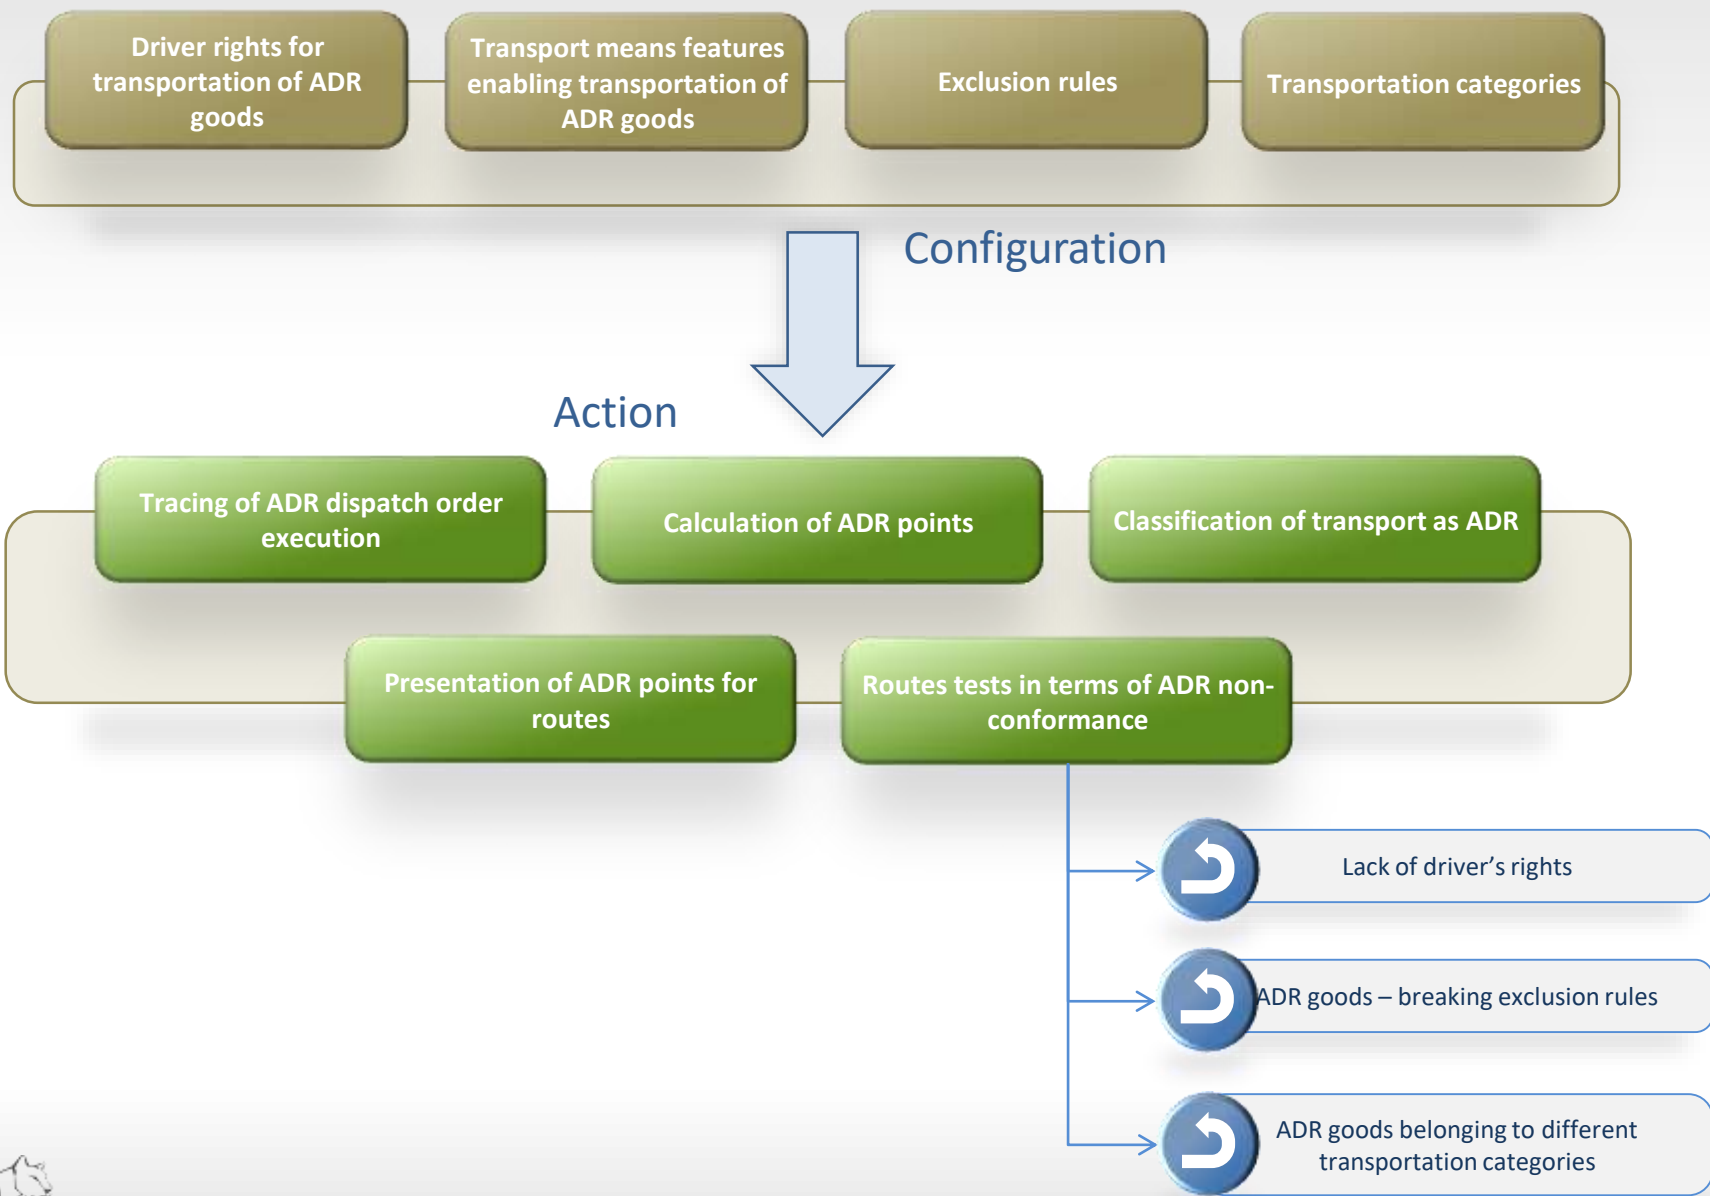 Driver rights for
transportation of ADR
goods
Transport means features
enabling transportation of
ADR goods
Exclusion rules
Transportation categories
Configuration
Action
Tracing of ADR dispatch order
execution
Calculation of ADR points
Classification of transport as ADR
Presentation of ADR points for
routes
Routes tests in terms of ADR non-
conformance
Lack of driver’s rights
ADR goods – breaking exclusion rules
ADR goods belonging to different
transportation categories